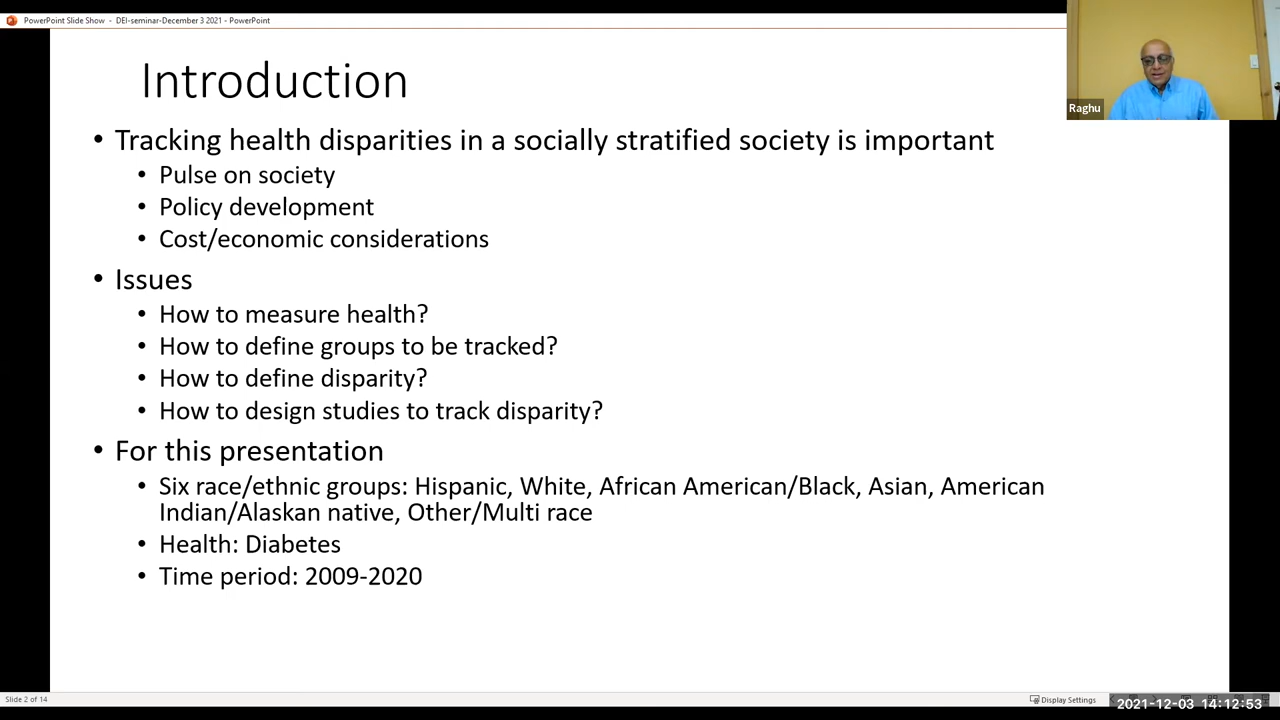 PowerPoint Slide Show - DEI-seminar-December 3 2021 - PowerPoint
Raghu
Introduction
• Tracking health disparities in a socially stratified society is important
• Pulse on society
• Policy development
• Cost/economic considerations
• Issues
• How to measure health?
• How to define groups to be tracked?
• How to define disparity?
• How to design studies to track disparity?
• For this presentation
• Six race/ethnic groups: Hispanic, White, African American/Black, Asian, American
Indian/Alaskan native, Other/Multi race
• Health: Diabetes
• Time period: 2009-2020
Slide 2 of 14
Display Settings
2021-12-03 14:12:53